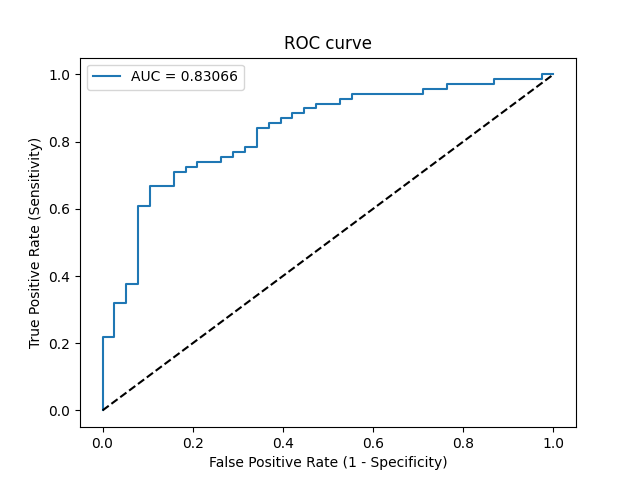 ROC curve
AUC = 0.83066
1.0
0.8
0.6
0.4
0.2
0.0
True Positive Rate (Sensitivity)
0.0 0.2 0.4 0.6 0.8 1.0
False Positive Rate (1 - Specificity)